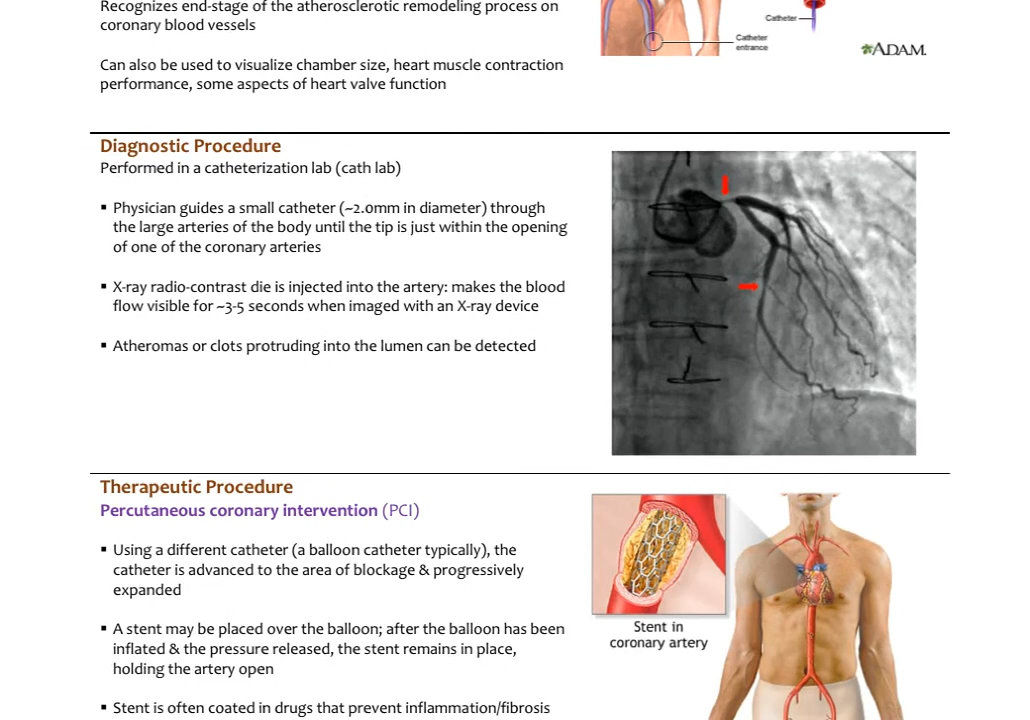 Recognizes end-stage of the atherosclerotic remodeling process on
coronary blood vessels
Can also be used to visualize chamber size, heart muscle contraction
performance, some aspects of heart valve function
Catheter
Catheter
entrance
ADAM.
Diagnostic Procedure
Performed in a catheterization lab (cath lab)
▪ Physician guides a small catheter (~2.0mm in diameter) through
the large arteries of the body until the tip is just within the opening
of one of the coronary arteries
▪ X-ray radio-contrast die is injected into the artery: makes the blood
flow visible for ~3-5 seconds when imaged with an X-ray device
▪ Atheromas or clots protruding into the lumen can be detected
Therapeutic Procedure
Percutaneous coronary intervention (PCI)
▪ Using a different catheter (a balloon catheter typically), the
catheter is advanced to the area of blockage & progressively
expanded
▪ A stent may be placed over the balloon; after the balloon has been
inflated & the pressure released, the stent remains in place,
holding the artery open
▪ Stent is often coated in drugs that prevent inflammation/fibrosis
Stent in
coronary artery